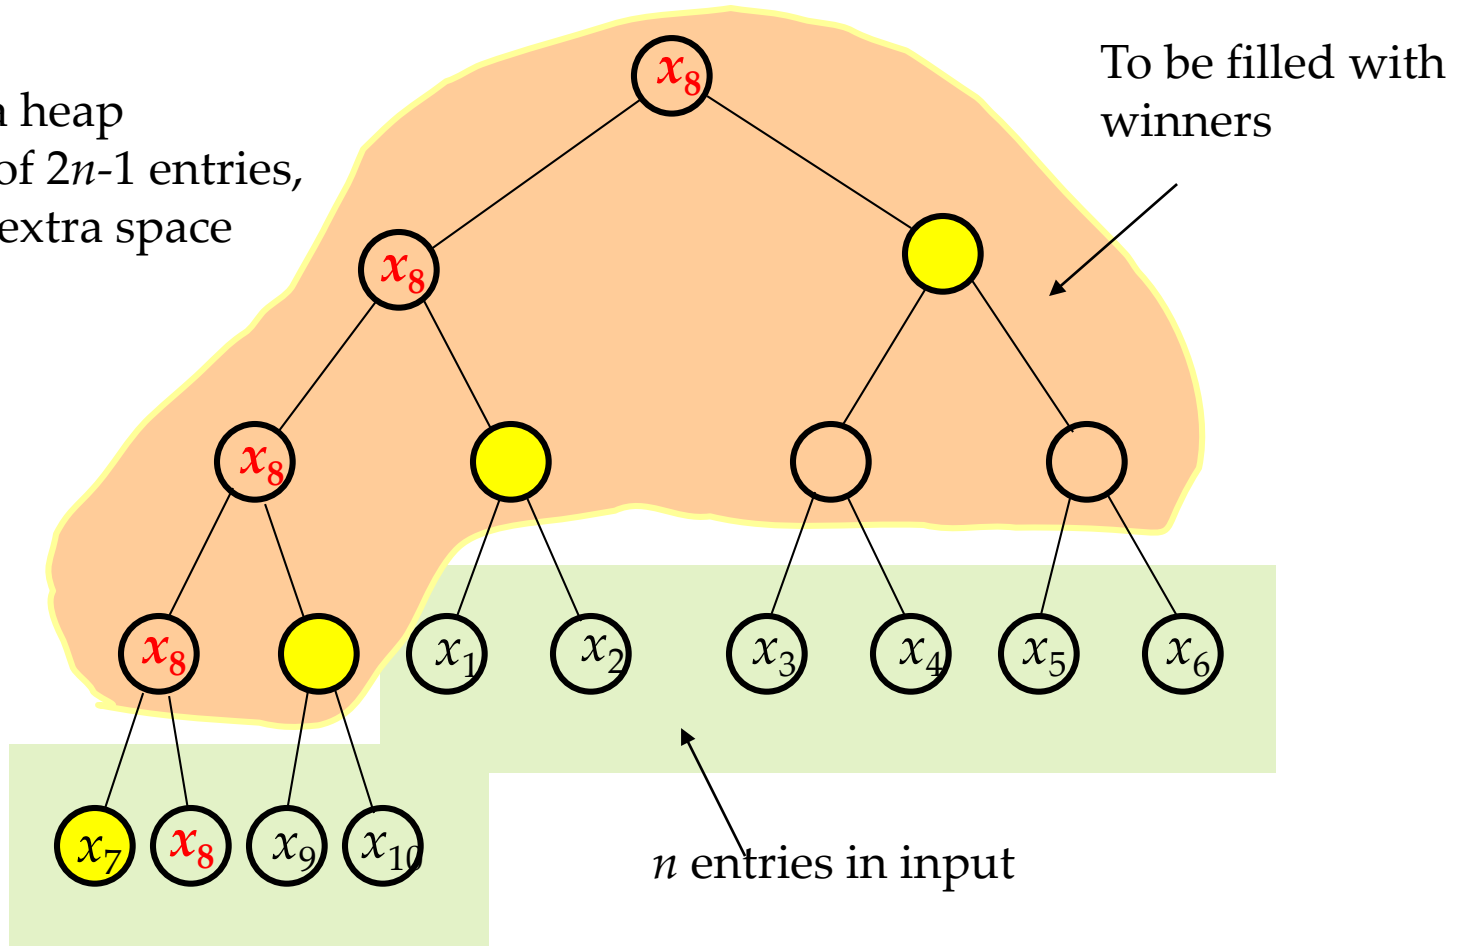 heap
of 2n-1 entries,
extra space
To be filled with
winners
x₈
x₈
x₈
x₈
x₁
x₂
x₃
x₄
x₅
x₆
x₇
x₈
x₉
x₁₀
n entries in input